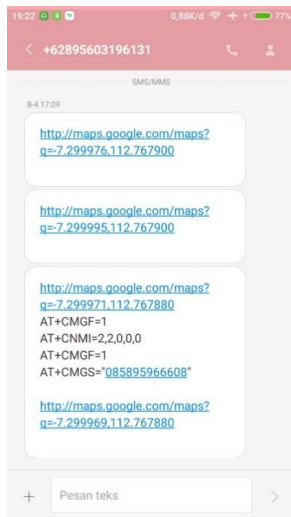 19:22 0,88K/d 77%
+62895603196131
SMS/MMS
8-4 17:09
http://maps.google.com/maps?
q=-7.299976,112.767900
http://maps.google.com/maps?
q=-7.299995,112.767900
http://maps.google.com/maps?
q=-7.299971,112.767880
AT+CMGF=1
AT+CNMI=2,2,0,0,0
AT+CMGF=1
AT+CMGS="085895966608"
http://maps.google.com/maps?
q=-7.299969,112.767880
Pesan teks